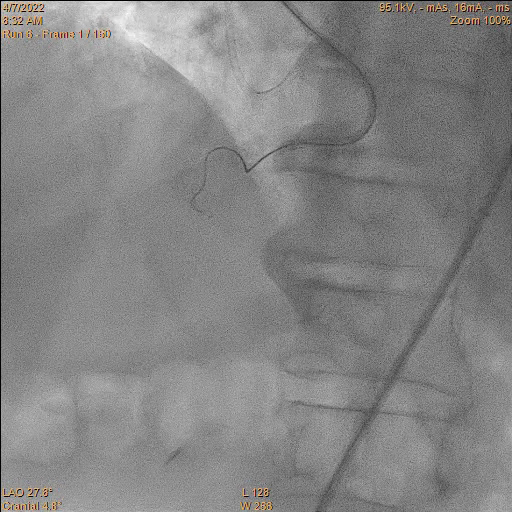 4/7/2022
8:32 AM
Run 6 - Frame 1 / 160
95.1kV, - mAs, 16mA, - ms
Zoom 100%
LAO 27.8°
Cranial 4.8°
L 128
W 256